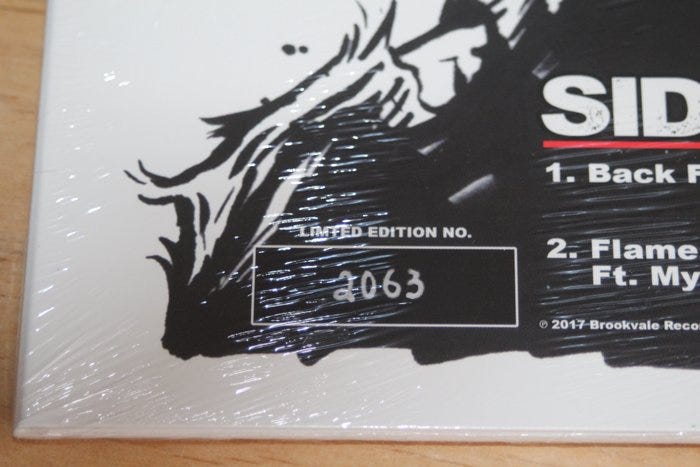 SID
1. Back F
LIMITED EDITION NO.
2063
2. Flame
Ft. My
℗ 2017 Brookvale Reco